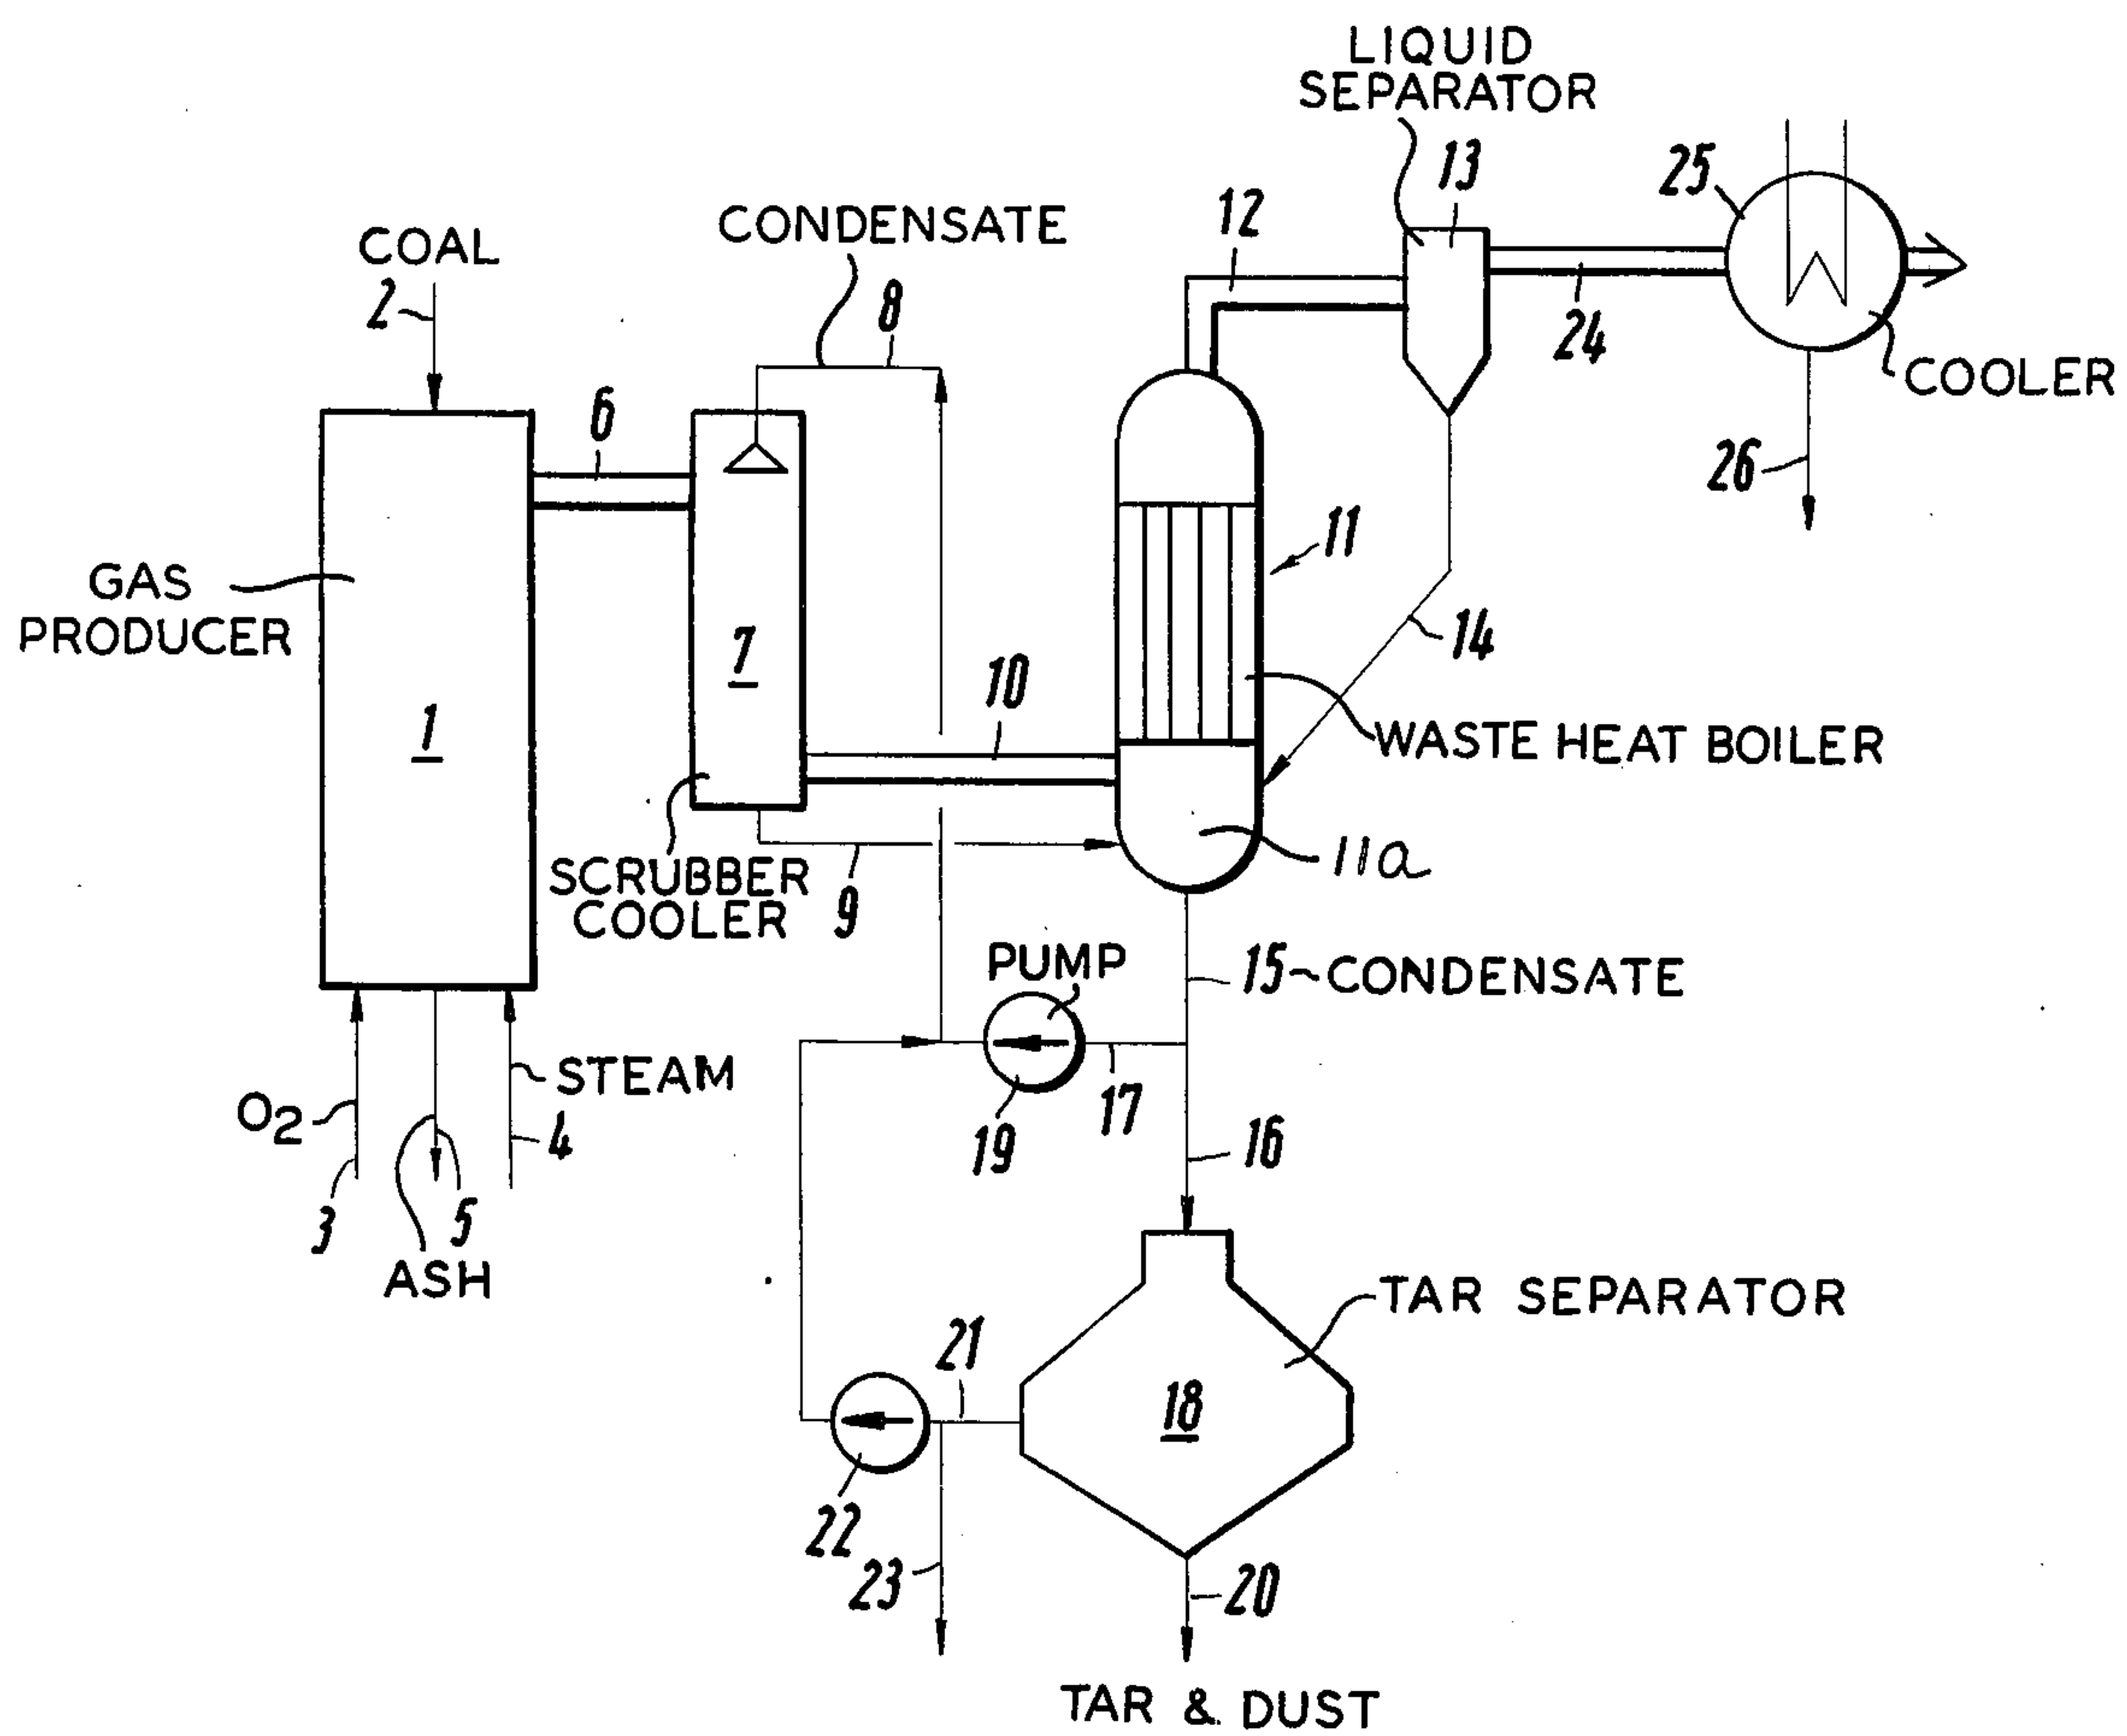 LIQUID
SEPARATOR
13
25
12
CONDENSATE
COAL
2
8
24
COOLER
6
26
11
GAS
PRODUCER
7
14
10
1
WASTE HEAT BOILER
11a
SCRUBBER
COOLER
9
PUMP
15~CONDENSATE
STEAM
O2
4
17
19
16
3
5
ASH
TAR SEPARATOR
21
18
22
23
20
TAR & DUST